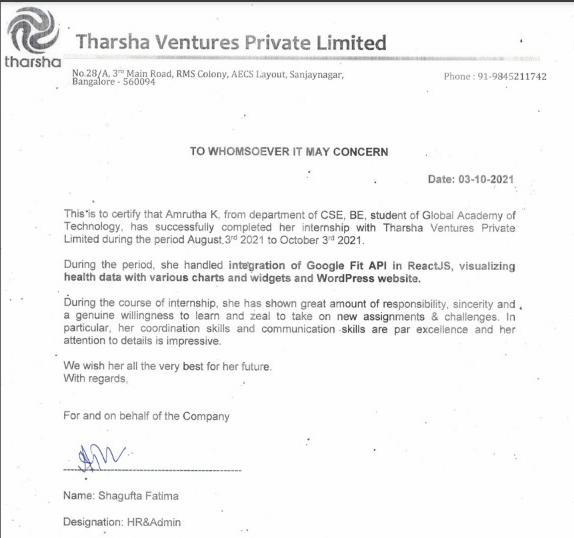 Tharsha Ventures Private Limited
tharsha
No.28/A, 3rd Main Road, RMS Colony, AECS Layout, Sanjaynagar,
Bangalore - 560094
Phone : 91-9845211742
TO WHOMSOEVER IT MAY CONCERN
Date: 03-10-2021
This is to certify that Amrutha K, from department of CSE, BE, student of Global Academy of
Technology, has successfully completed her internship with Tharsha Ventures Private
Limited during the period August 3rd 2021 to October 3rd 2021.
During the period, she handled integration of Google Fit API in ReactJS, visualizing
health data with various charts and widgets and WordPress website.
During the course of internship, she has shown great amount of responsibility, sincerity and
a genuine willingness to learn and zeal to take on new assignments & challenges. In
particular, her coordination skills and communication skills are par excellence and her
attention to details is impressive.
We wish her all the very best for her future.
With regards,
For and on behalf of the Company
Name: Shagufta Fatima
Designation: HR&Admin